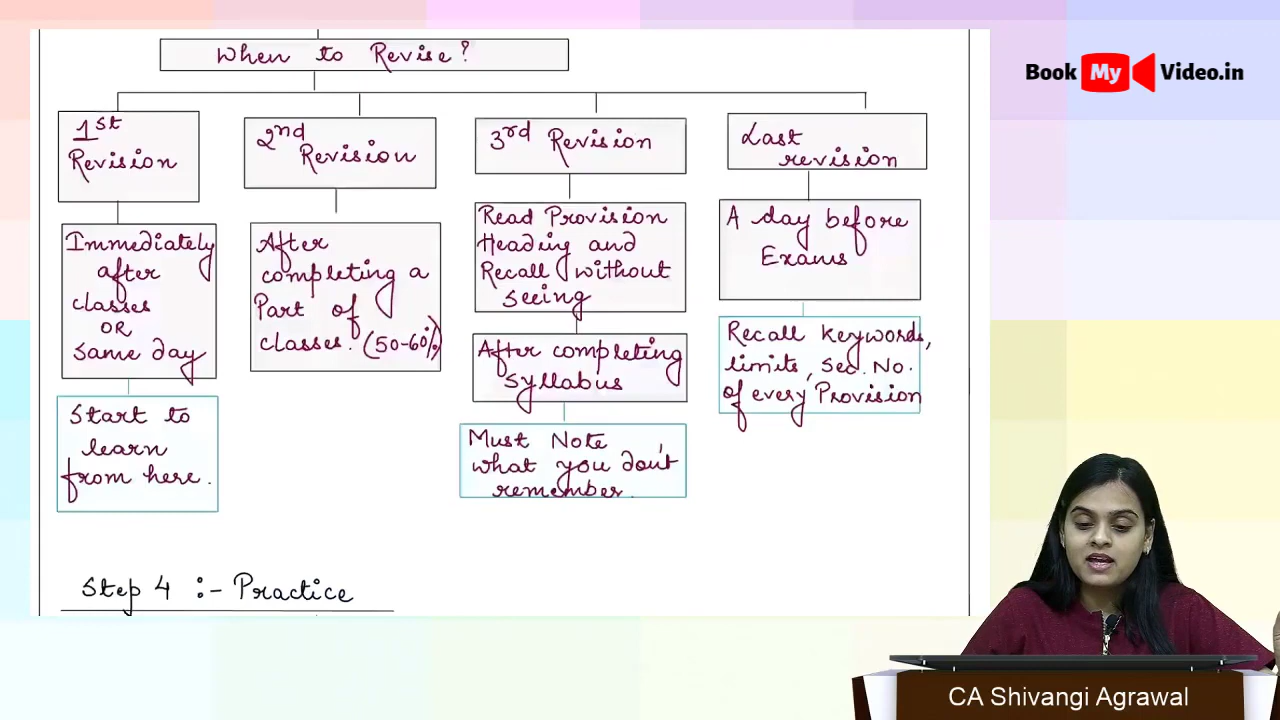 When to Revise?
Book My Video.in
1st
Revision
2nd
Revision
3rd Revision
Last
revision
Immediately
after
classes
OR
same day
Start to
learn
from here.
After
completing a
Part of
classes. (50-60%)
Read Provision
Heading and
Recall without
seeing
After completing
syllabus
Must Note
what you don't
remember.
A day before
Exams
Recall keywords,
limits, Sec. No.
of every Provision
Step 4 :- Practice
CA Shivangi Agrawal